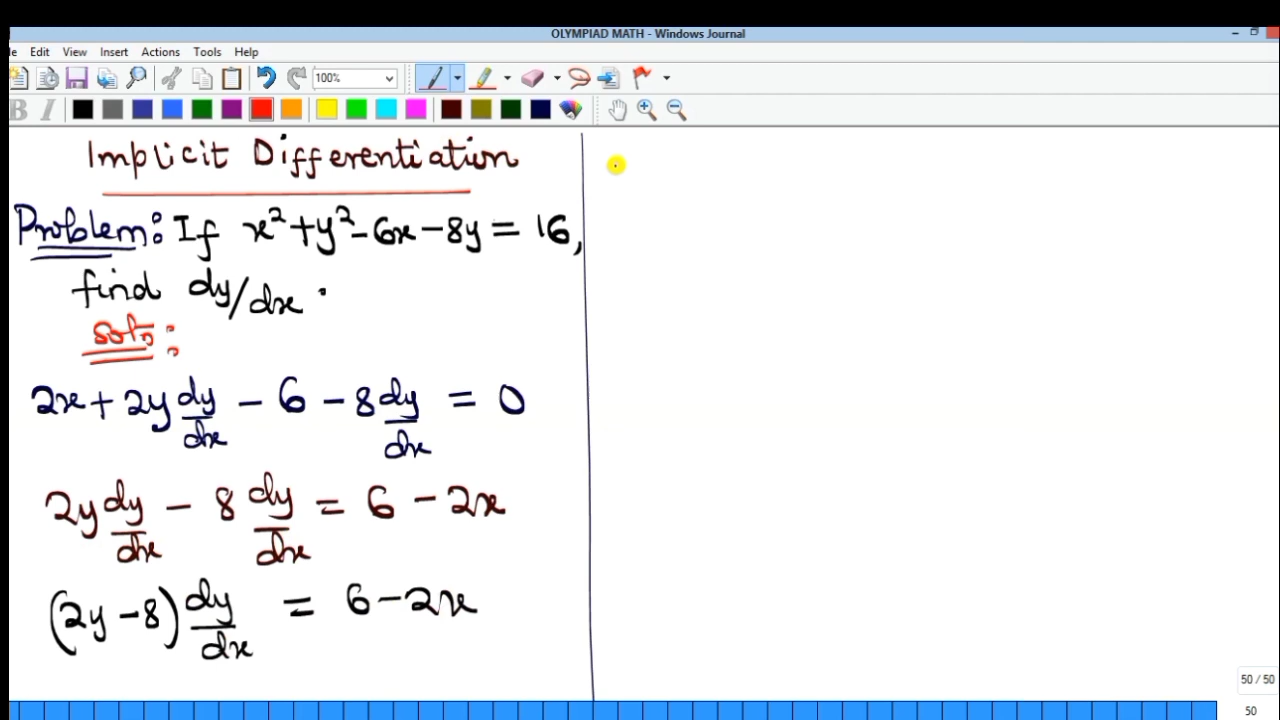 OLYMPIAD MATH - Windows Journal
le Edit View Insert Actions Tools Help
100%
B I
Implicit Differentiation
Problem: If x² + y² - 6x - 8y = 16,
find dy/dx.
Soln:
2x + 2y dy/dx - 6 - 8 dy/dx = 0
2y dy/dx - 8 dy/dx = 6 - 2x
(2y - 8) dy/dx = 6 - 2x
50 / 50
50